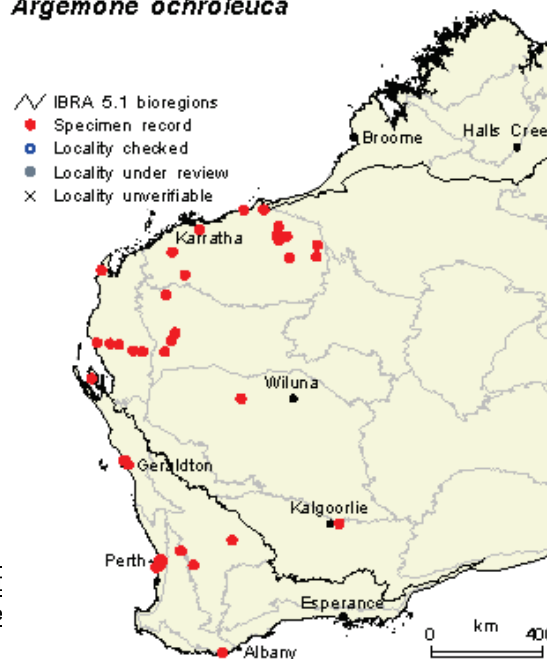 Argemone ochroleuca
IBRA 5.1 bioregions
Specimen record
Locality checked
Locality under review
Locality unverifiable
Broome
Halls Cree
Karratha
Wiluna
Geraldton
Kalgoorlie
Perth
Esperance
Albany
0 km 400